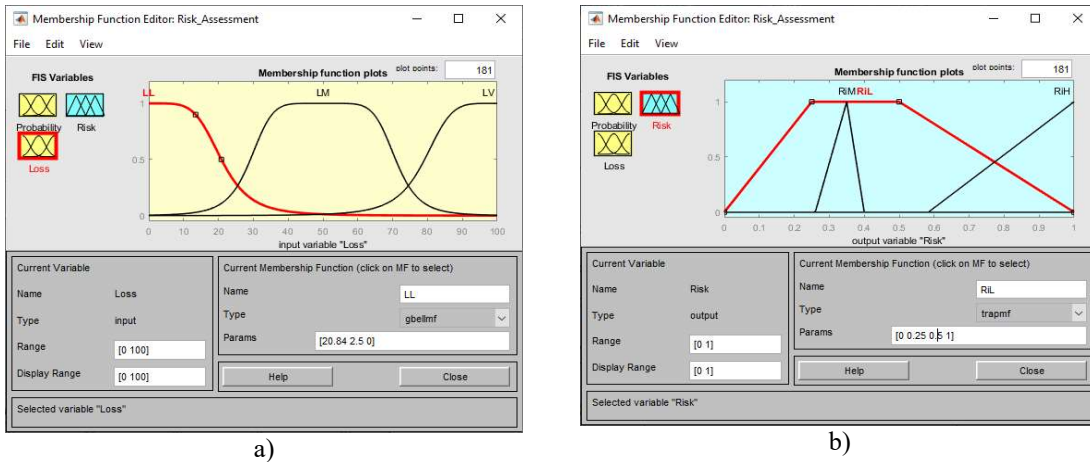 Membership Function Editor: Risk_Assessment
File Edit View
FIS Variables
Probability Risk
Loss
Membership function plots
plot points: 181
LL LM LV
1
0.5
0
0 10 20 30 40 50 60 70 80 90 100
input variable "Loss"
Current Variable
Name Loss
Type input
Range [0 100]
Display Range [0 100]
Current Membership Function (click on MF to select)
Name LL
Type gbellmf
Params [20.84 2.5 0]
Help Close
Selected variable "Loss"
a)
Membership Function Editor: Risk_Assessment
File Edit View
FIS Variables
Probability Risk
Loss
Membership function plots
plot points: 181
RiM RiL RiH
1
0.5
0
0 0.1 0.2 0.3 0.4 0.5 0.6 0.7 0.8 0.9 1
output variable "Risk"
Current Variable
Name Risk
Type output
Range [0 1]
Display Range [0 1]
Current Membership Function (click on MF to select)
Name RiL
Type trapmf
Params [0 0.25 0.5 1]
Help Close
Selected variable "Risk"
b)